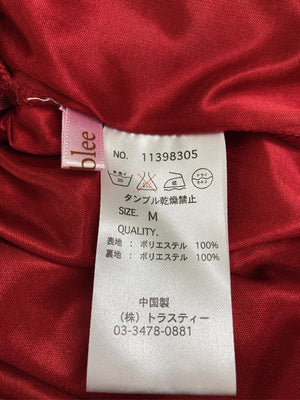 blee
NO. 11398305
タンブル乾燥禁止
SIZE. M
QUALITY.
表地 : ポリエステル 100%
裏地 : ポリエステル 100%
中国製
(株) トラスティー
03-3478-0881